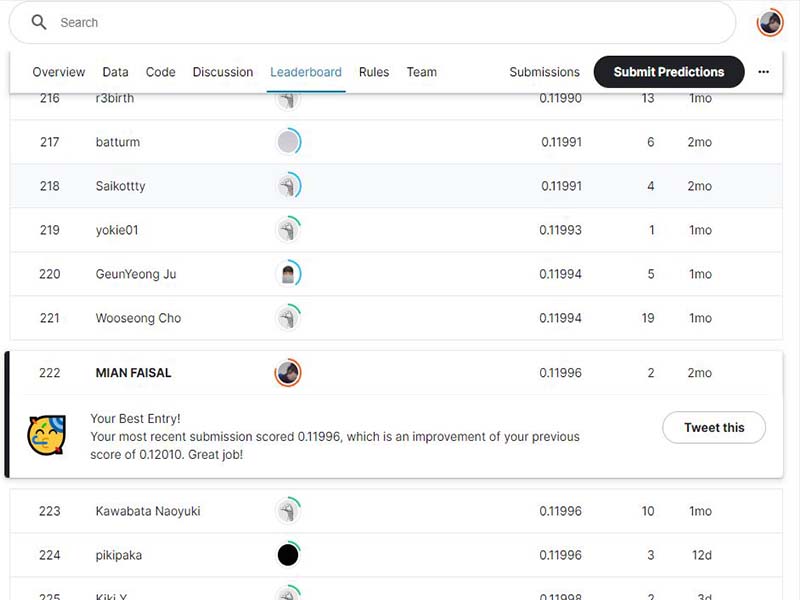 Search
Overview Data Code Discussion Leaderboard Rules Team Submissions Submit Predictions ...
216 r3birth 0.11990 13 1mo
217 batturm 0.11991 6 2mo
218 Saikottty 0.11991 4 2mo
219 yokie01 0.11993 1 1mo
220 GeunYeong Ju 0.11994 5 1mo
221 Wooseong Cho 0.11994 19 1mo
222 MIAN FAISAL 0.11996 2 2mo
Your Best Entry!
Your most recent submission scored 0.11996, which is an improvement of your previous
score of 0.12010. Great job!
Tweet this
223 Kawabata Naoyuki 0.11996 10 1mo
224 pikipaka 0.11996 3 12d
225 Kiki Y 0.11998 2 3d